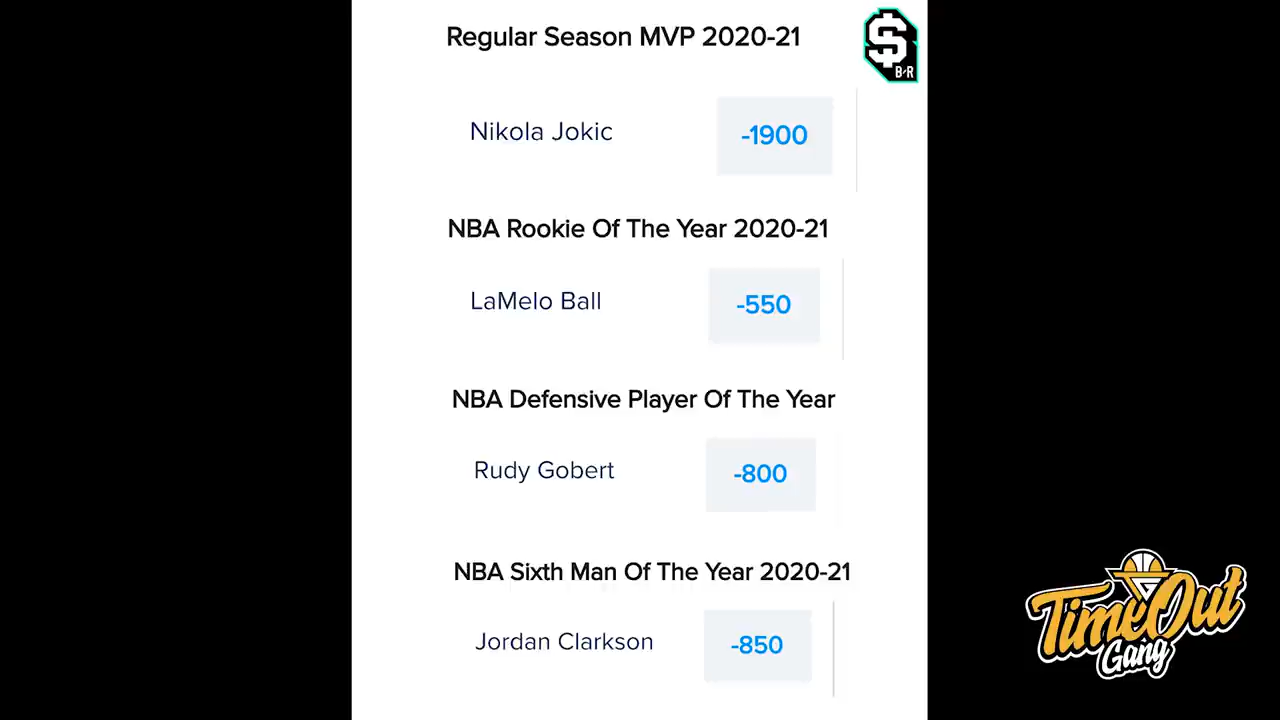 Regular Season MVP 2020-21
$
B/R
Nikola Jokic -1900
NBA Rookie Of The Year 2020-21
LaMelo Ball -550
NBA Defensive Player Of The Year
Rudy Gobert -800
NBA Sixth Man Of The Year 2020-21
Jordan Clarkson -850
TimeOut
Gang